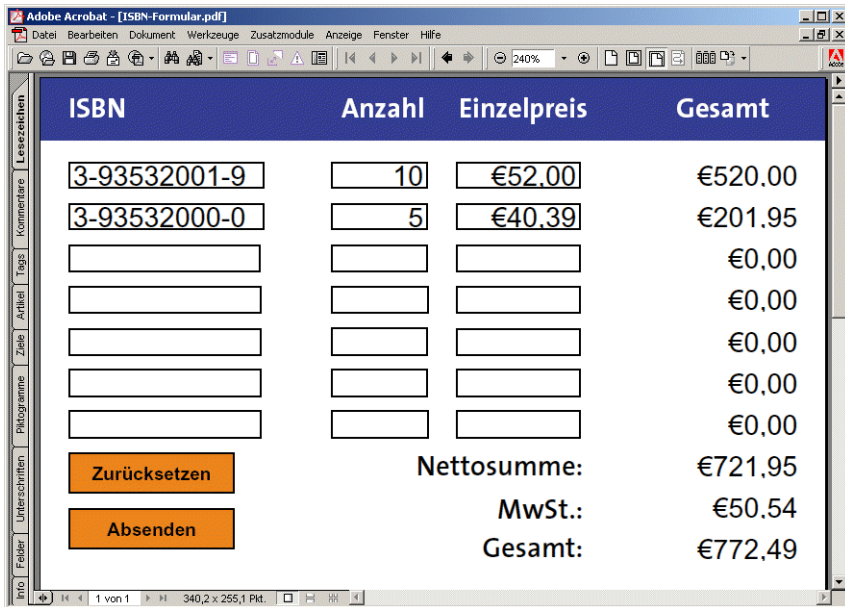 Adobe Acrobat - [ISBN-Formular.pdf]
Datei Bearbeiten Dokument Werkzeuge Zusatzmodule Anzeige Fenster Hilfe
240%
Adobe
Lesezeichen
Kommentare
Tags
Artikel
Ziele
Piktogramme
Unterschriften
Felder
Info
ISBN Anzahl Einzelpreis Gesamt
3-93532001-9 10 €52,00 €520,00
3-93532000-0 5 €40,39 €201,95
€0,00
€0,00
€0,00
€0,00
€0,00
Zurücksetzen Nettosumme: €721,95
MwSt.: €50,54
Absenden
Gesamt: €772,49
1 von 1 340,2 x 255,1 Pkt.